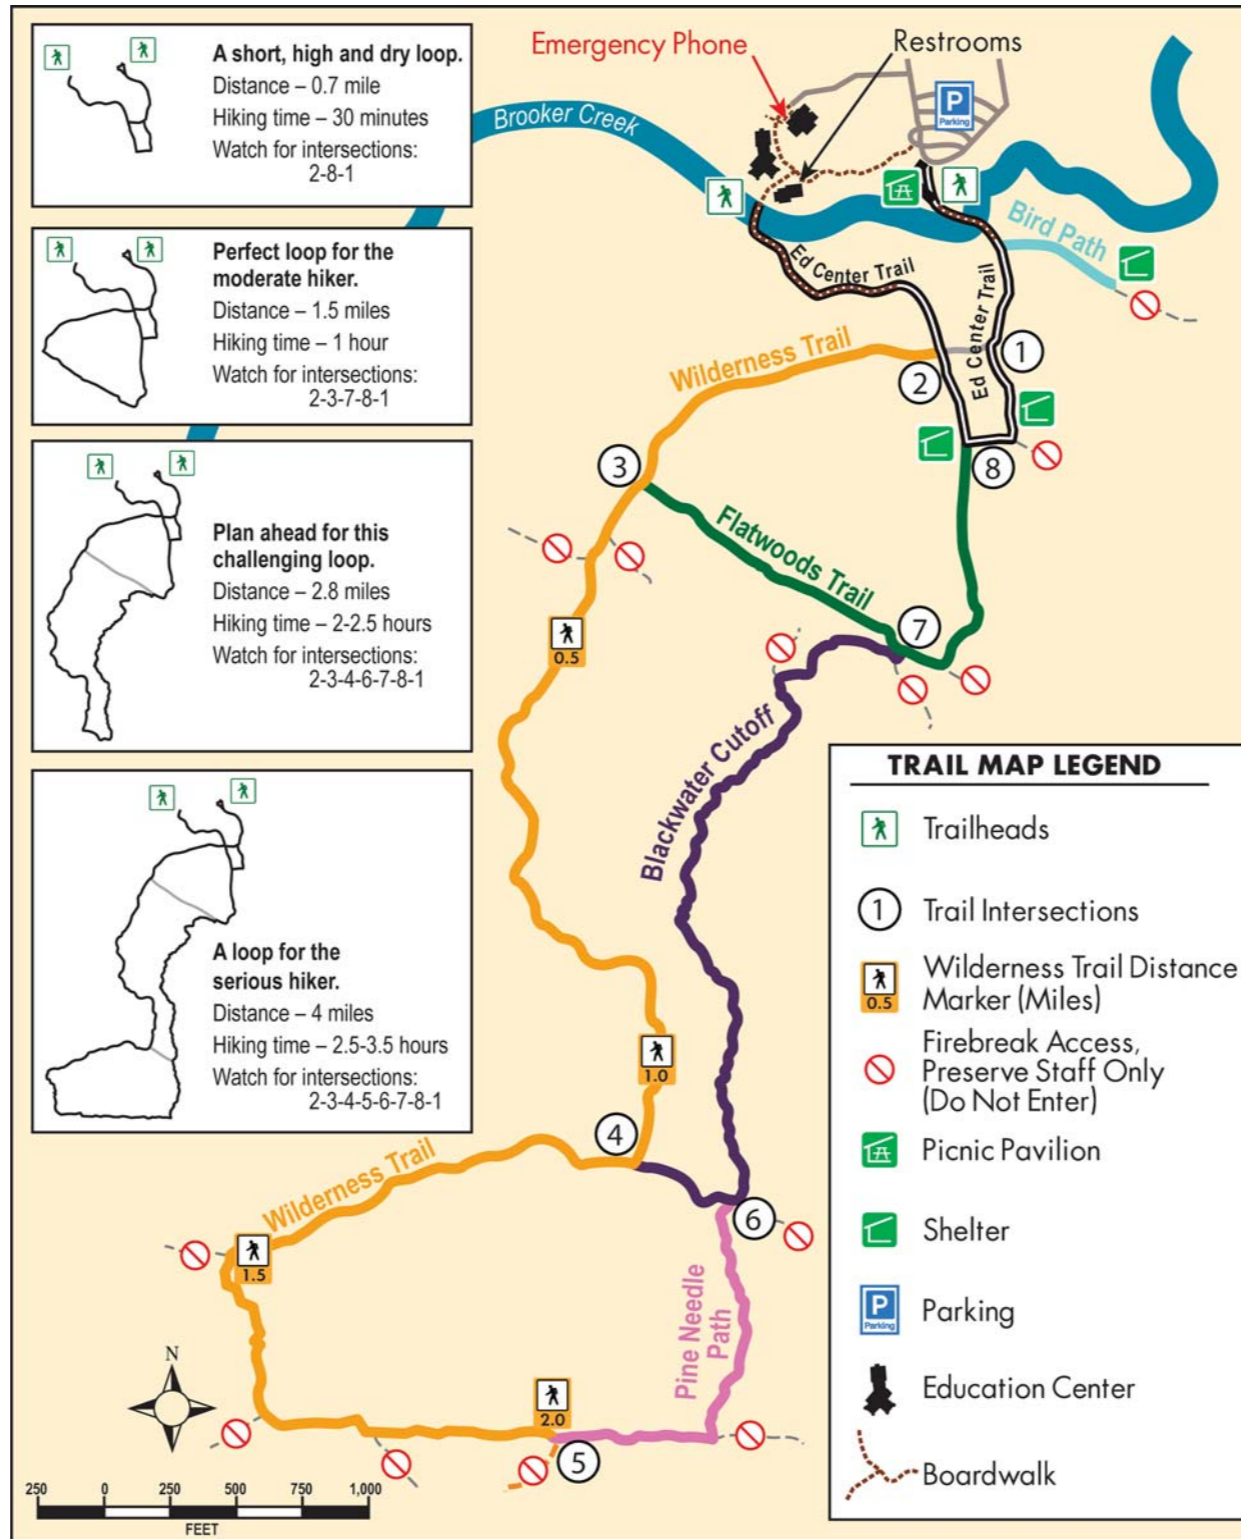 A short, high and dry loop.
Distance – 0.7 mile
Hiking time – 30 minutes
Watch for intersections:
2-8-1
Perfect loop for the
moderate hiker.
Distance – 1.5 miles
Hiking time – 1 hour
Watch for intersections:
2-3-7-8-1
Plan ahead for this
challenging loop.
Distance – 2.8 miles
Hiking time – 2-2.5 hours
Watch for intersections:
2-3-4-6-7-8-1
A loop for the
serious hiker.
Distance – 4 miles
Hiking time – 2.5-3.5 hours
Watch for intersections:
2-3-4-5-6-7-8-1
Emergency Phone
Restrooms
P
Parking
Brooker Creek
Bird Path
Ed Center Trail
Ed Center Trail
1
Wilderness Trail
2
3
8
Flatwoods Trail
0.5
7
Blackwater Cutoff
1.0
4
Wilderness Trail
6
1.5
Pine Needle
Path
2.0
5
N
250
0
250
500
750
1,000
FEET
TRAIL MAP LEGEND
Trailheads
1
Trail Intersections
0.5
Wilderness Trail Distance
Marker (Miles)
Firebreak Access,
Preserve Staff Only
(Do Not Enter)
Picnic Pavilion
Shelter
P
Parking
Parking
Education Center
Boardwalk